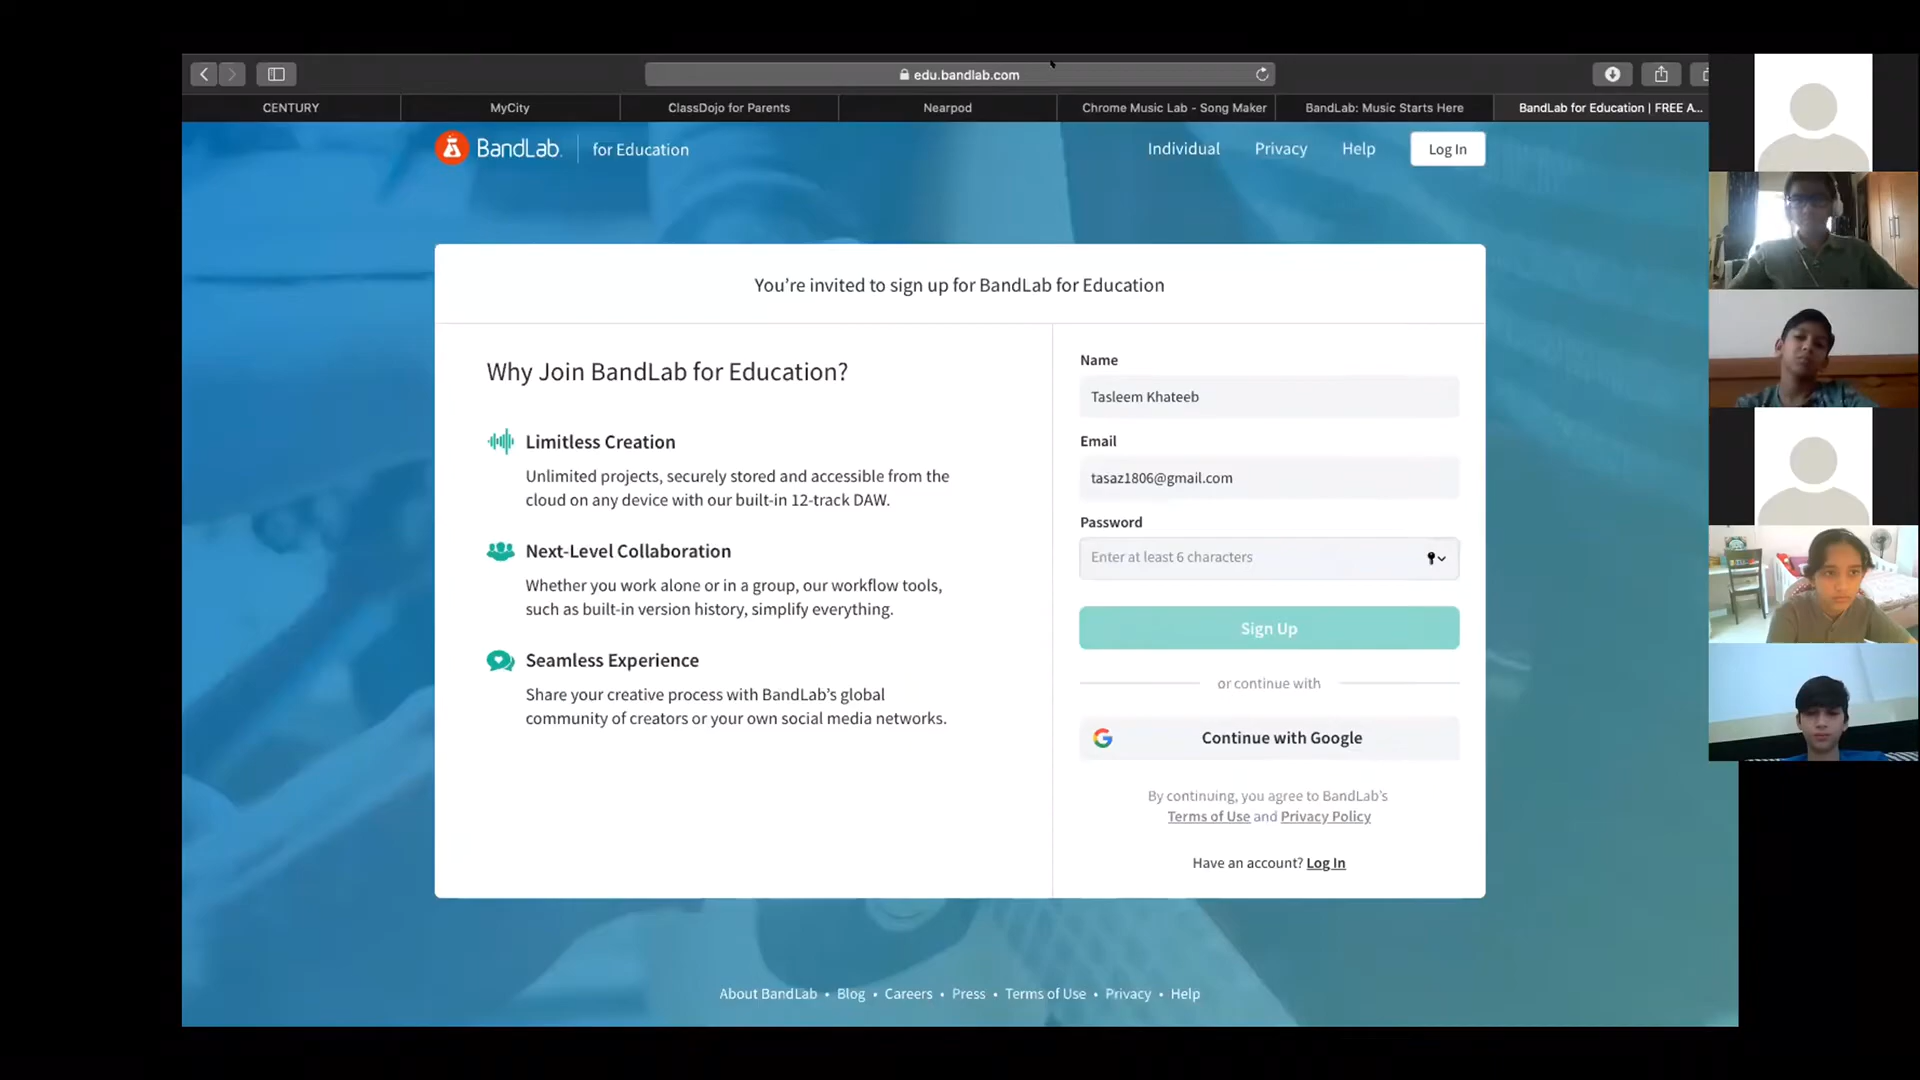 edu.bandlab.com
CENTURY
MyCity
ClassDojo for Parents
Nearpod
Chrome Music Lab - Song Maker
BandLab: Music Starts Here
BandLab for Education | FREE A...
BandLab for Education
Individual
Privacy
Help
Log In
You’re invited to sign up for BandLab for Education
Why Join BandLab for Education?
Limitless Creation
Unlimited projects, securely stored and accessible from the
cloud on any device with our built-in 12-track DAW.
Next-Level Collaboration
Whether you work alone or in a group, our workflow tools,
such as built-in version history, simplify everything.
Seamless Experience
Share your creative process with BandLab’s global
community of creators or your own social media networks.
Name
Tasleem Khateeb
Email
tasaz1806@gmail.com
Password
Enter at least 6 characters
Sign Up
or continue with
Continue with Google
By continuing, you agree to BandLab’s
Terms of Use and Privacy Policy
Have an account? Log In
About BandLab • Blog • Careers • Press • Terms of Use • Privacy • Help